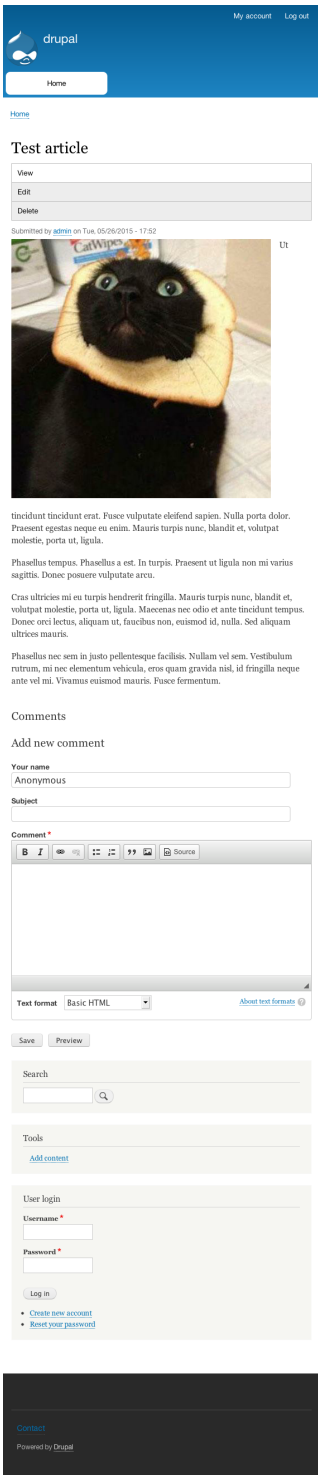 My account Log out
drupal
Home
Home
Test article
View
Edit
Delete
Submitted by admin on Tue, 05/26/2015 - 17:52
CatWipes
Ut
tincidunt tincidunt erat. Fusce vulputate eleifend sapien. Nulla porta dolor.
Praesent egestas neque eu enim. Mauris turpis nunc, blandit et, volutpat
molestie, porta ut, ligula.
Phasellus tempus. Phasellus a est. In turpis. Praesent ut ligula non mi varius
sagittis. Donec posuere vulputate arcu.
Cras ultricies mi eu turpis hendrerit fringilla. Mauris turpis nunc, blandit et,
volutpat molestie, porta ut, ligula. Maecenas nec odio et ante tincidunt tempus.
Donec orci lectus, aliquam ut, faucibus non, euismod id, nulla. Sed aliquam
ultrices mauris.
Phasellus nec sem in justo pellentesque facilisis. Nullam vel sem. Vestibulum
rutrum, mi nec elementum vehicula, eros quam gravida nisl, id fringilla neque
ante vel mi. Vivamus euismod mauris. Fusce fermentum.
Comments
Add new comment
Your name
Anonymous
Subject
Comment *
B I Source
Text format Basic HTML About text formats ?
Save Preview
Search
Tools
Add content
User login
Username *
Password *
Log in
Create new account
Reset your password
Contact
Powered by Drupal